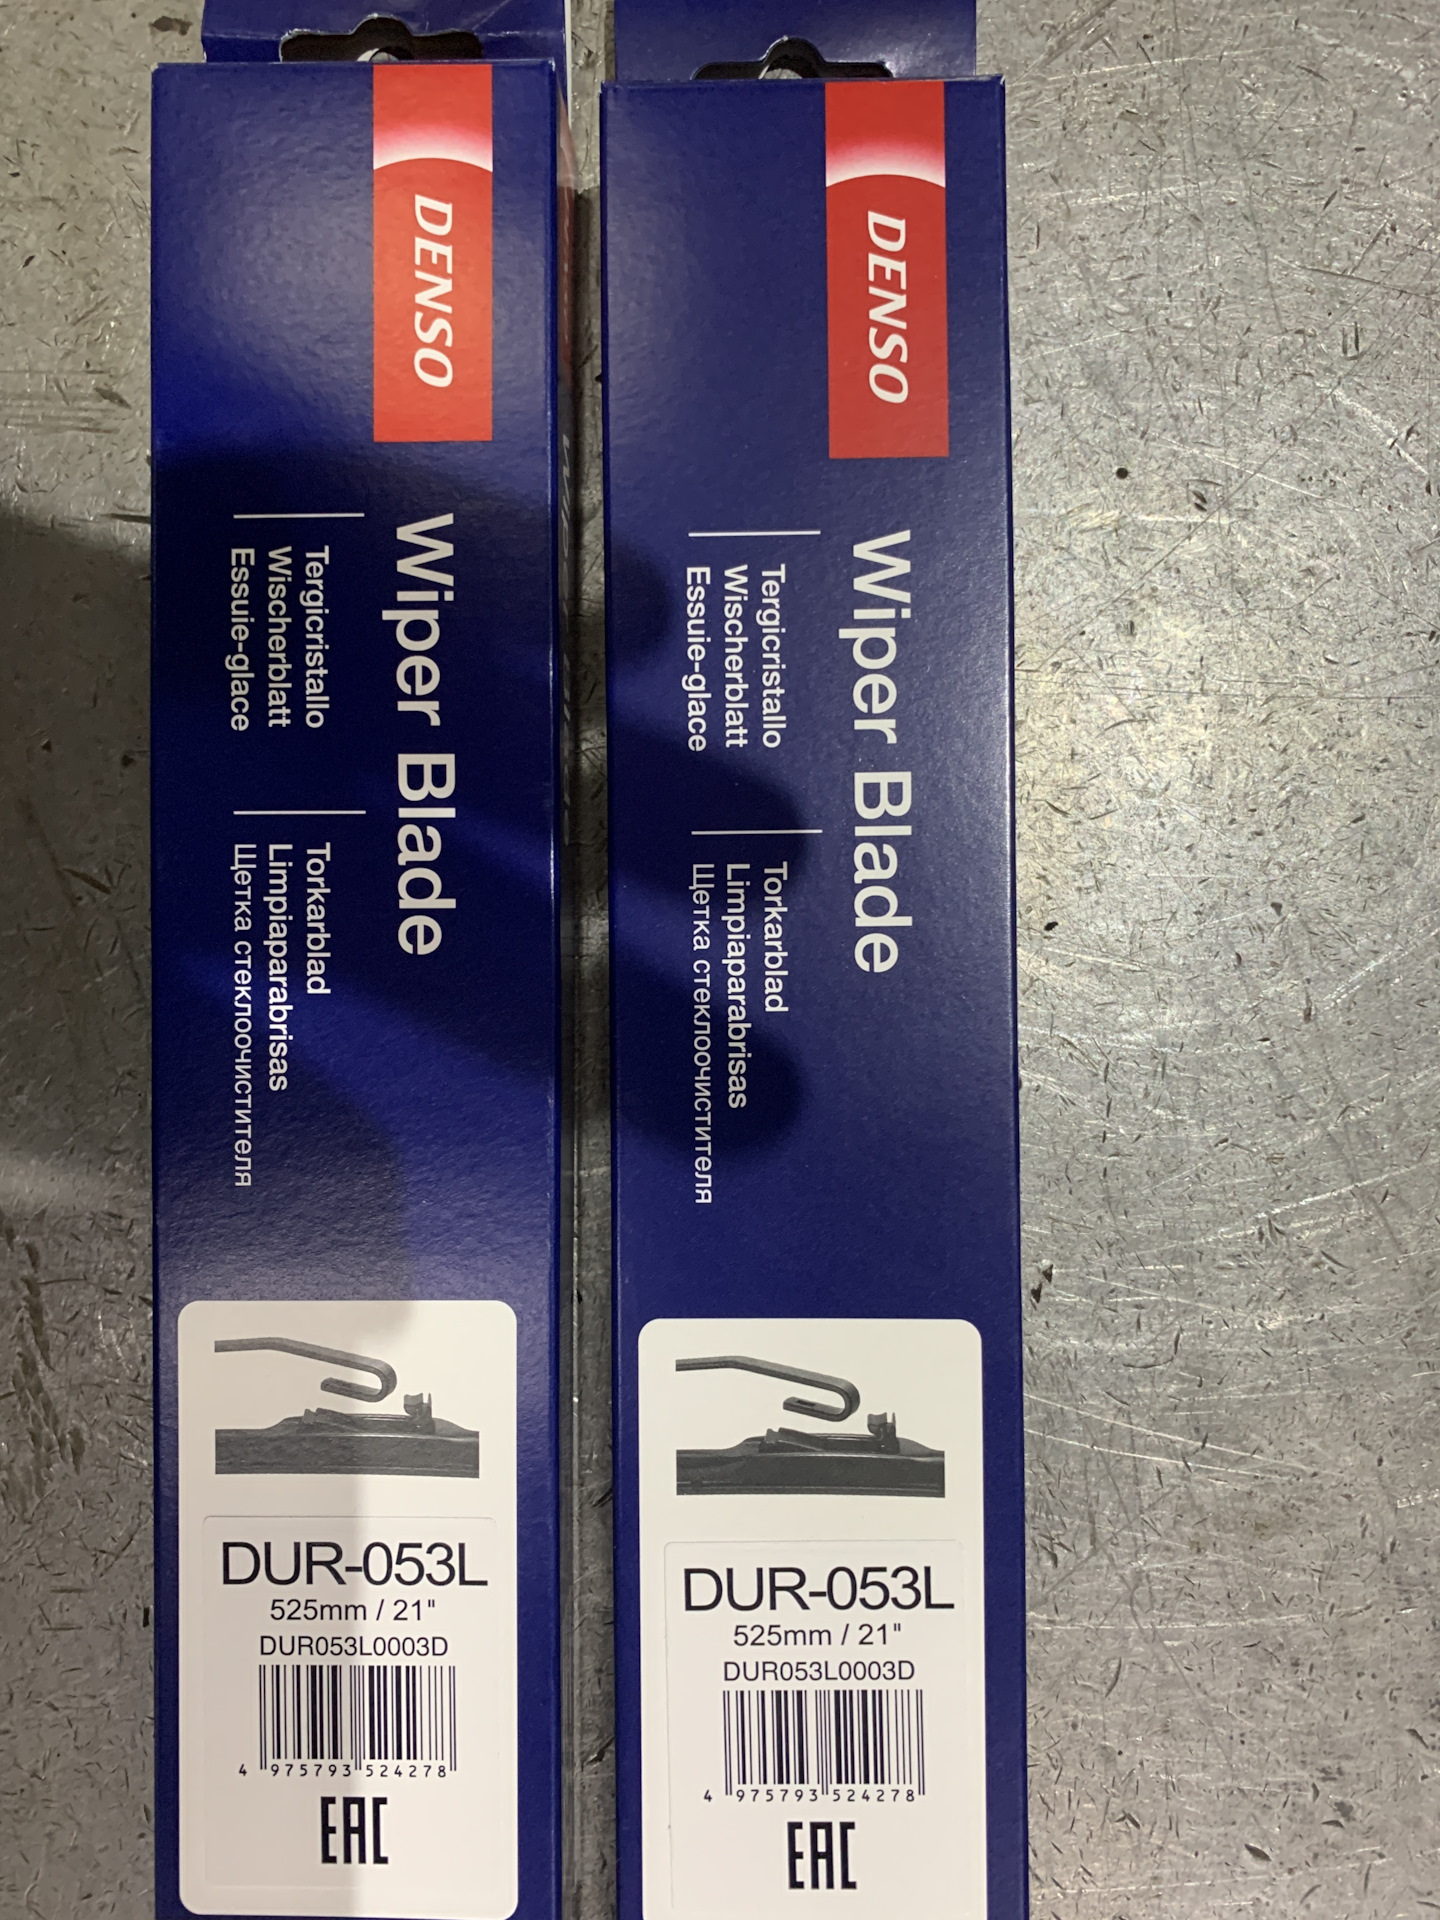 DENSO
Wiper Blade
Tergicristallo
Wischerblatt
Essuie-glace
Torkarblad
Limpiaparabrisas
Щетка стеклоочистителя
DUR-053L
525mm / 21"
DUR053L0003D
4 975793 524278
EAC
DENSO
Wiper Blade
Tergicristallo
Wischerblatt
Essuie-glace
Torkarblad
Limpiaparabrisas
Щетка стеклоочистителя
DUR-053L
525mm / 21"
DUR053L0003D
4 975793 524278
EAC